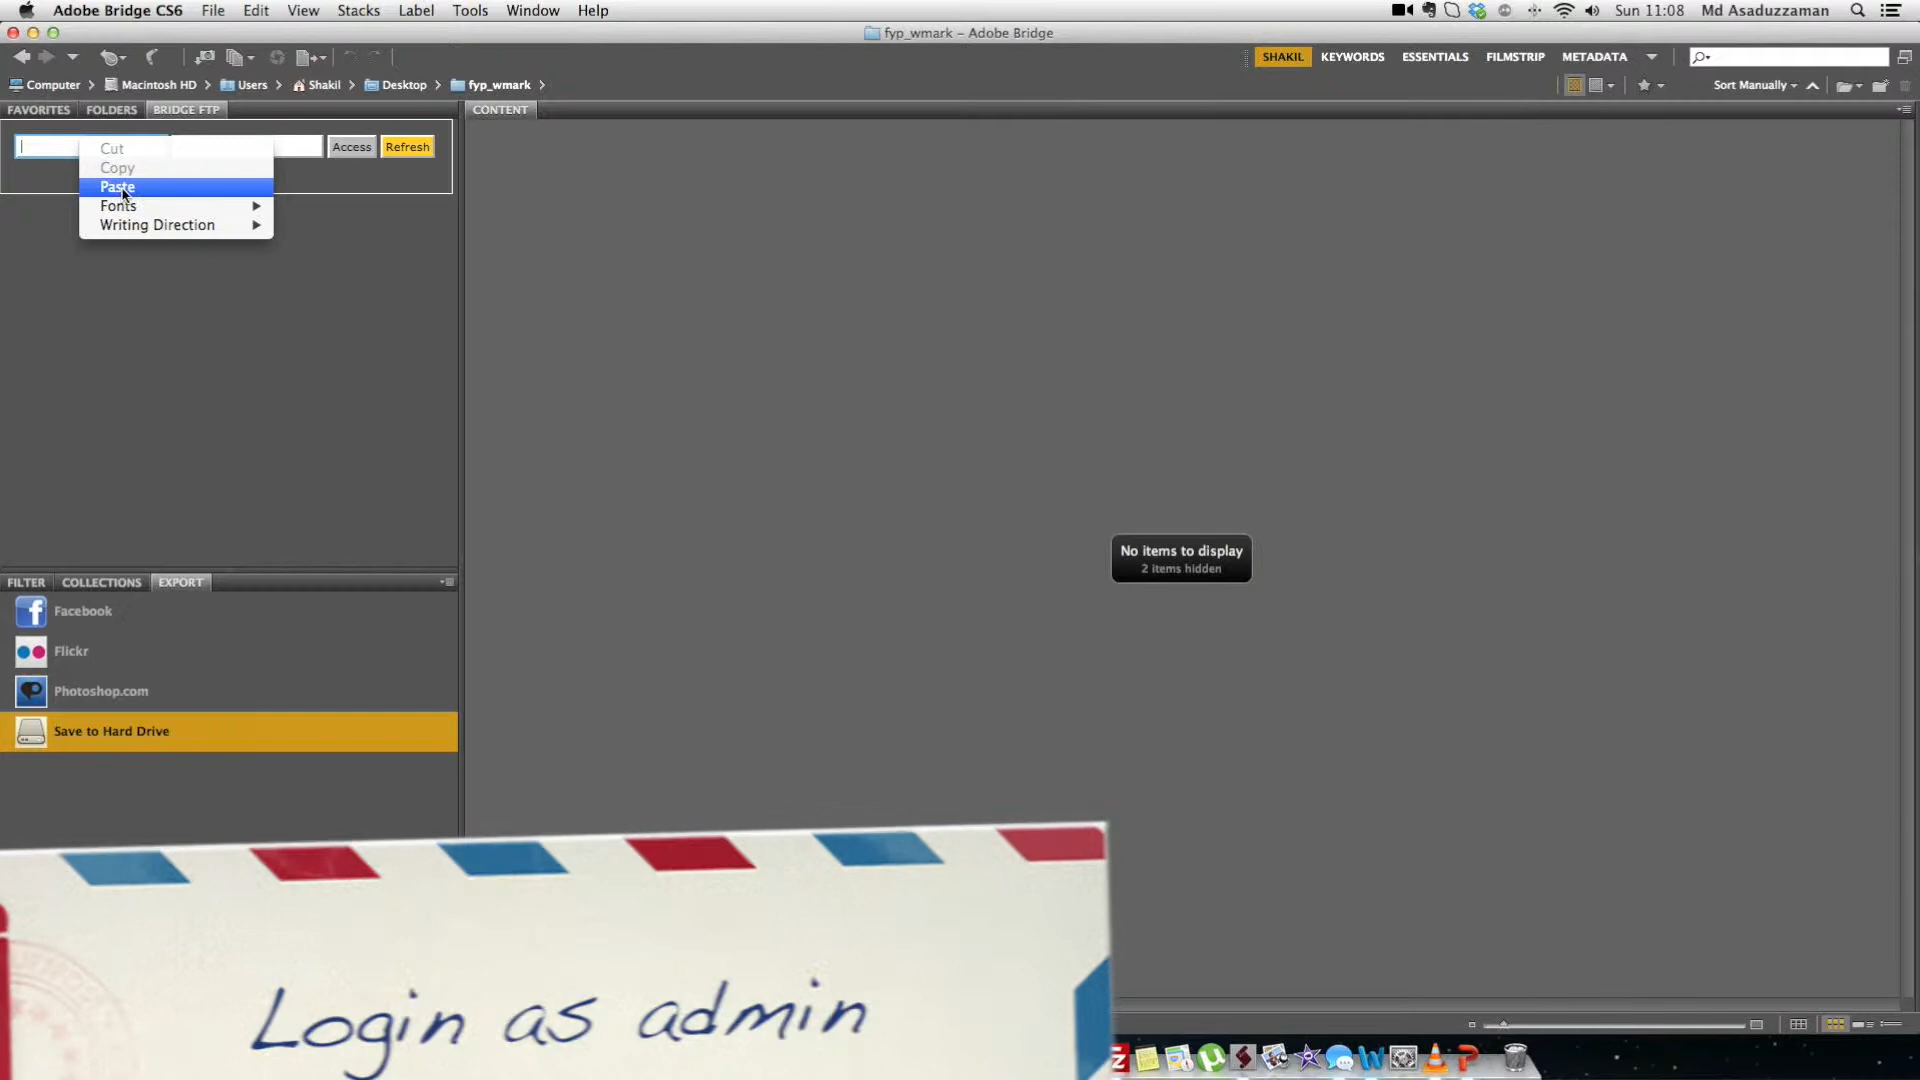 Adobe Bridge CS6 File Edit View Stacks Label Tools Window Help Sun 11:08 Md Asaduzzaman
fyp_wmark – Adobe Bridge
SHAKIL KEYWORDS ESSENTIALS FILMSTRIP METADATA
Computer Macintosh HD Users Shakil Desktop fyp_wmark Sort Manually
FAVORITES FOLDERS BRIDGE FTP CONTENT
Access Refresh
Cut
Copy
Paste
Fonts
Writing Direction
No items to display
2 items hidden
FILTER COLLECTIONS EXPORT
Facebook
Flickr
Photoshop.com
Save to Hard Drive
Login as admin